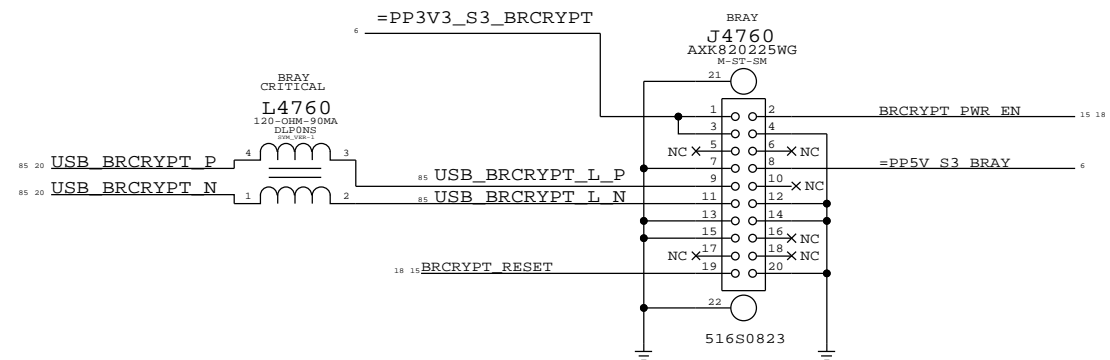 =PP3V3_S3_BRCRYPT
6
BRAY
J4760
AXK820225WG
M-ST-SM
21
BRAY
CRITICAL
L4760
120-OHM-90MA
DLP0NS
SYM_VER-1
1 2 BRCRYPT_PWR_EN 15 18
3 4
NC 5 6 NC
85 20 USB_BRCRYPT_P 4 3
7 8 =PP5V_S3_BRAY 6
85 USB_BRCRYPT_L_P 9 10 NC
85 20 USB_BRCRYPT_N 1 2
85 USB_BRCRYPT_L_N 11 12
13 14
15 16 NC
NC 17 18 NC
18 15 BRCRYPT_RESET 19 20
22
516S0823